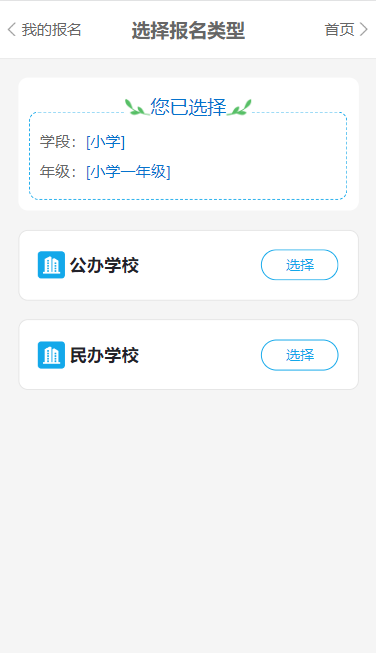 我的报名 选择报名类型 首页
您已选择
学段：[小学]
年级：[小学一年级]
公办学校 选择
民办学校 选择